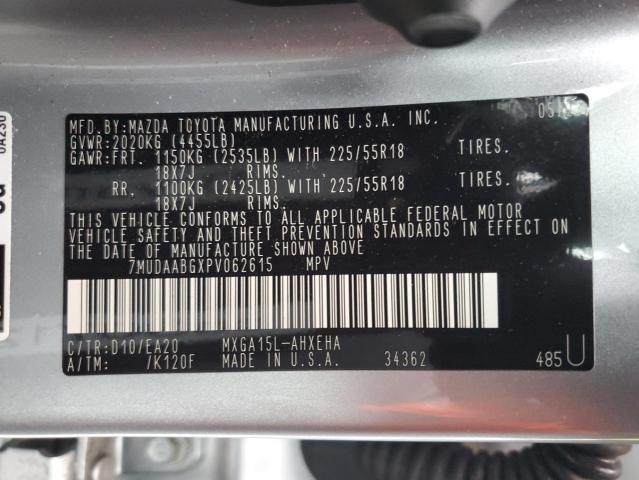 MFD.BY:MAZDA TOYOTA MANUFACTURING U.S.A. INC.
GVWR:2020KG (4455LB)
GAWR:FRT. 1150KG (2535LB) WITH 225/55R18 TIRES.
18X7J RIMS.
RR. 1100KG (2425LB) WITH 225/55R18 TIRES.
18X7J RIMS.
THIS VEHICLE CONFORMS TO ALL APPLICABLE FEDERAL MOTOR
VEHICLE SAFETY AND THEFT PREVENTION STANDARDS IN EFFECT ON
THE DATE OF MANUFACTURE SHOWN ABOVE.
7MUDAABGXPV062615 MPV
C/TR:D10/EA20 MXGA15L-AHXEHA
A/TM: /K120F MADE IN U.S.A. 34362 485U